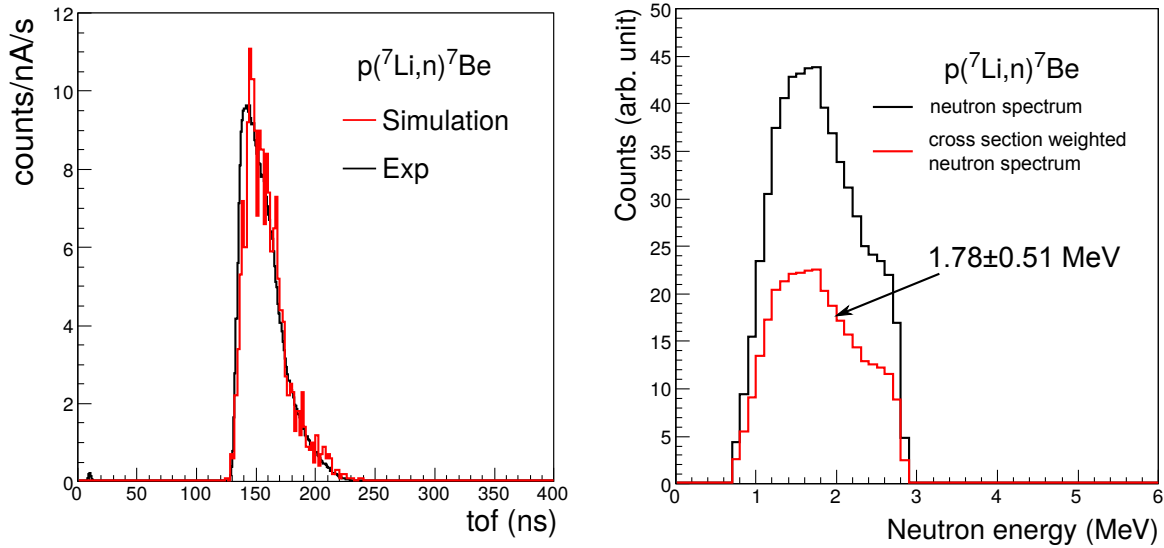 counts/nA/s
12
10
8
6
4
2
0
p(⁷Li,n)⁷Be
Simulation
Exp
0 50 100 150 200 250 300 350 400
tof (ns)
Counts (arb. unit)
50
45
40
35
30
25
20
15
10
5
0
p(⁷Li,n)⁷Be
neutron spectrum
cross section weighted
neutron spectrum
1.78±0.51 MeV
0 1 2 3 4 5 6
Neutron energy (MeV)